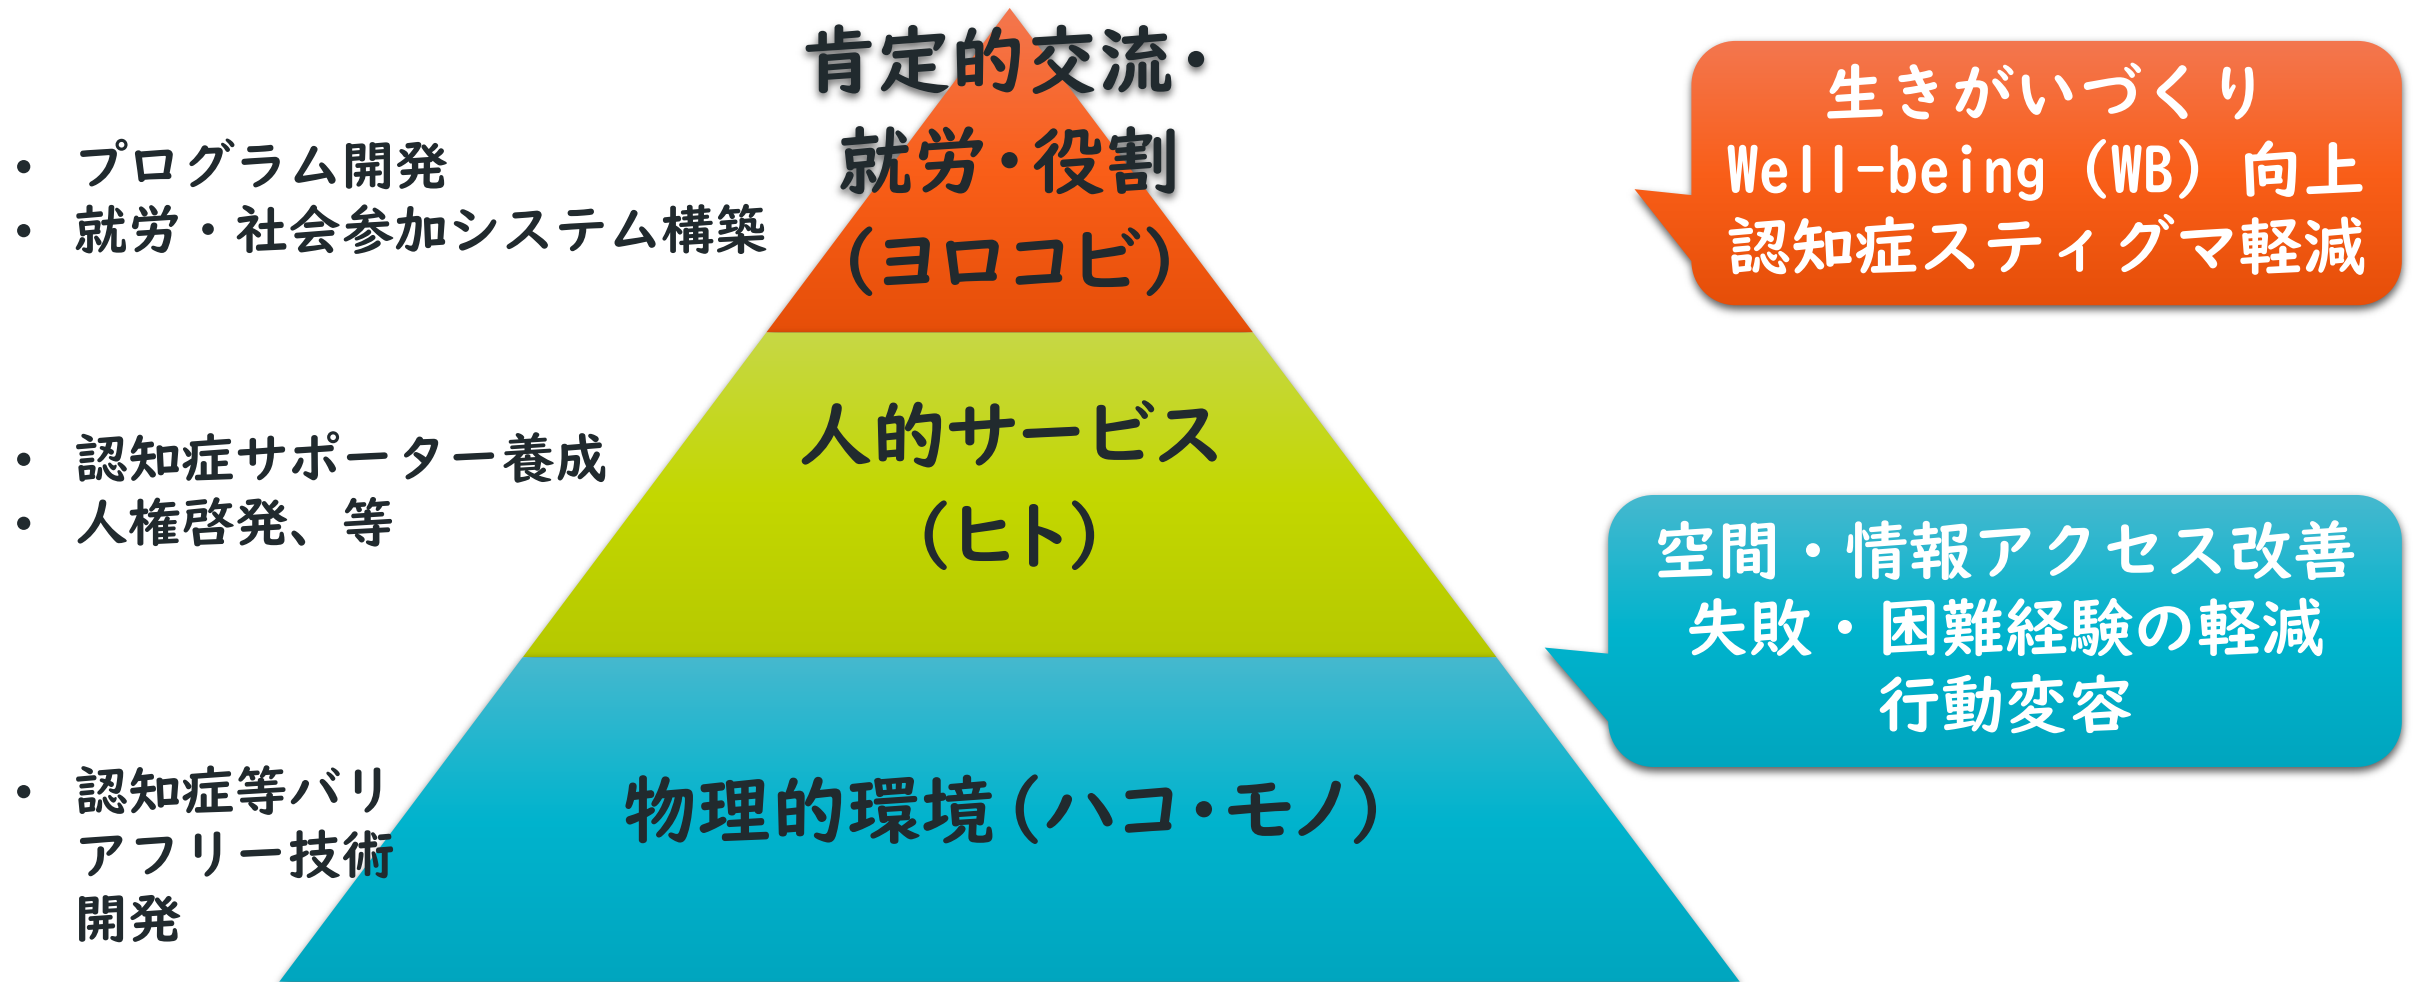 肯定的交流・
就労・役割
（ヨロコビ）
• プログラム開発
• 就労・社会参加システム構築
生きがいづくり
Well-being（WB）向上
認知症スティグマ軽減
人的サービス
（ヒト）
• 認知症サポーター養成
• 人権啓発、等
空間・情報アクセス改善
失敗・困難経験の軽減
行動変容
物理的環境（ハコ・モノ）
• 認知症等バリ
アフリー技術
開発